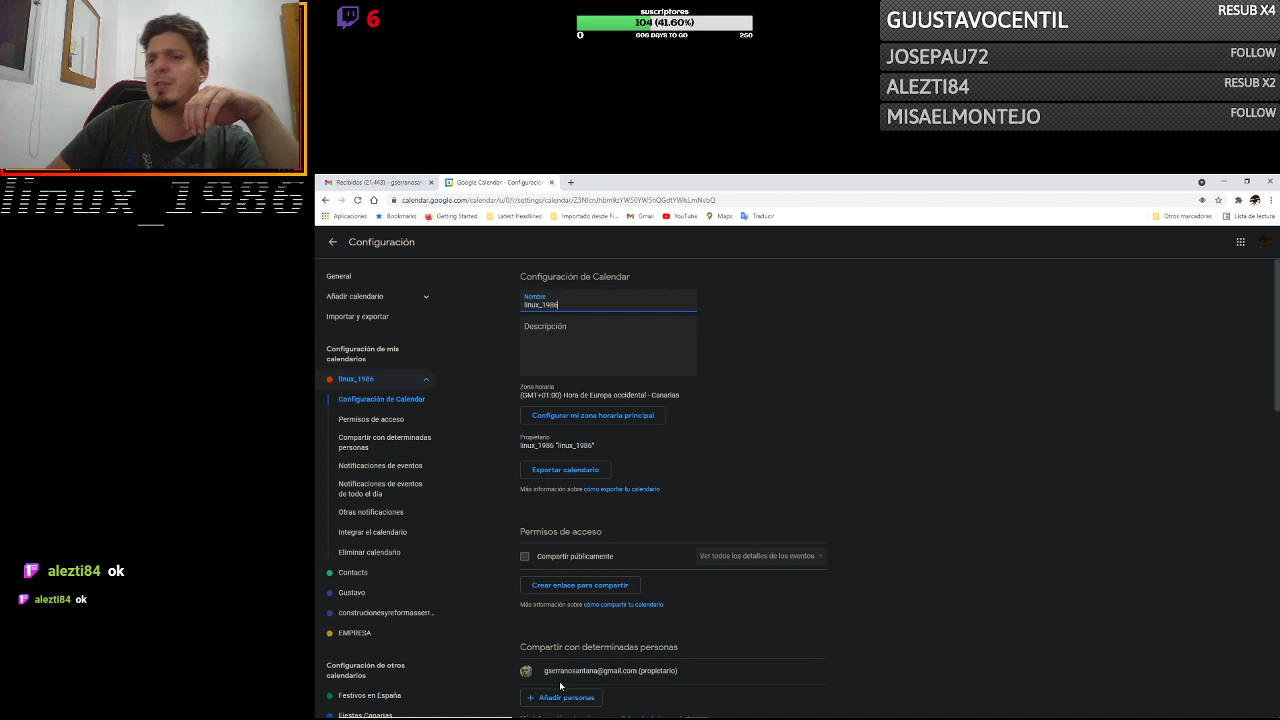 6
suscriptores
104 (41.60%)
0
606 DAYS TO GO
250
GUUSTAVOCENTIL
RESUB X4
JOSEPAU72
FOLLOW
ALEZTI84
RESUB X2
MISAELMONTEJO
FOLLOW
linux_1986
Recibidos (21.443) - gserranosan
Google Calendar - Configuración
calendar.google.com/calendar/u/0/r/settings/calendar/
Aplicaciones
Bookmarks
Getting Started
Latest Headlines
Importado desde Fi...
Gmail
YouTube
Maps
Traducir
Otros marcadores
Lista de lectura
Configuración
General
Añadir calendario
Importar y exportar
Configuración de mis
calendarios
linux_1986
Configuración de Calendar
Permisos de acceso
Compartir con determinadas
personas
Notificaciones de eventos
Notificaciones de eventos
de todo el día
Otras notificaciones
Integrar el calendario
Eliminar calendario
Contacts
Gustavo
construcionesyreformasserr...
EMPRESA
Configuración de otros
calendarios
Festivos en España
Fiestas Canarias
Configuración de Calendar
Nombre
linux_1986
Descripción
Zona horaria
(GMT+01:00) Hora de Europa occidental - Canarias
Configurar mi zona horaria principal
Propietario
linux_1986 "linux_1986"
Exportar calendario
Más información sobre cómo exportar tu calendario
Permisos de acceso
Compartir públicamente
Ver todos los detalles de los eventos
Crear enlace para compartir
Más información sobre cómo compartir tu calendario
Compartir con determinadas personas
gserranosantana@gmail.com (propietario)
+ Añadir personas
alezti84 ok
alezti84 ok